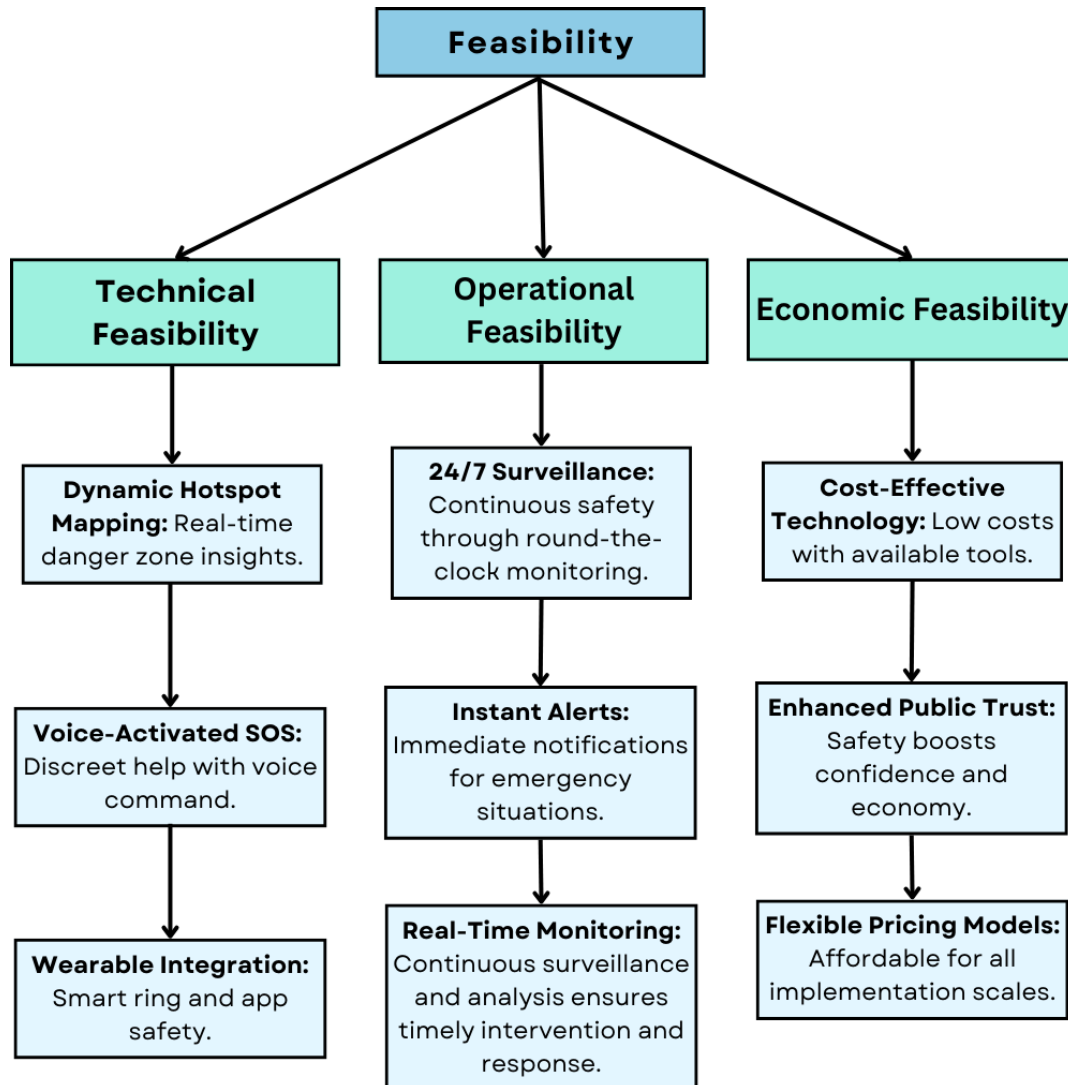 Feasibility
Technical
Feasibility
Dynamic Hotspot
Mapping: Real-time
danger zone insights.
Voice-Activated SOS:
Discreet help with voice
command.
Wearable Integration:
Smart ring and app
safety.
Operational
Feasibility
24/7 Surveillance:
Continuous safety
through round-the-
clock monitoring.
Instant Alerts:
Immediate notifications
for emergency
situations.
Real-Time Monitoring:
Continuous surveillance
and analysis ensures
timely intervention and
response.
Economic Feasibility
Cost-Effective
Technology: Low costs
with available tools.
Enhanced Public Trust:
Safety boosts
confidence and
economy.
Flexible Pricing Models:
Affordable for all
implementation scales.